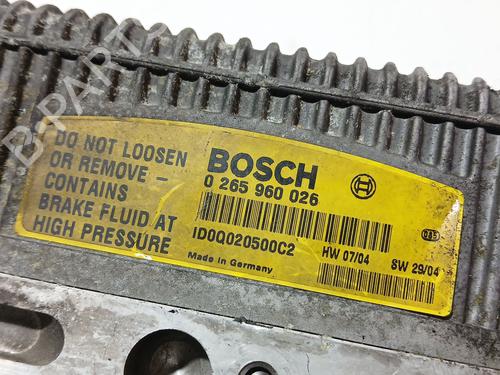 DO NOT LOOSEN
OR REMOVE –
CONTAINS
BRAKE FLUID AT
HIGH PRESSURE
BOSCH
0 265 960 026
ID0Q020500C2
Made in Germany
HW 07/04
SW 29/04
B-PARTS